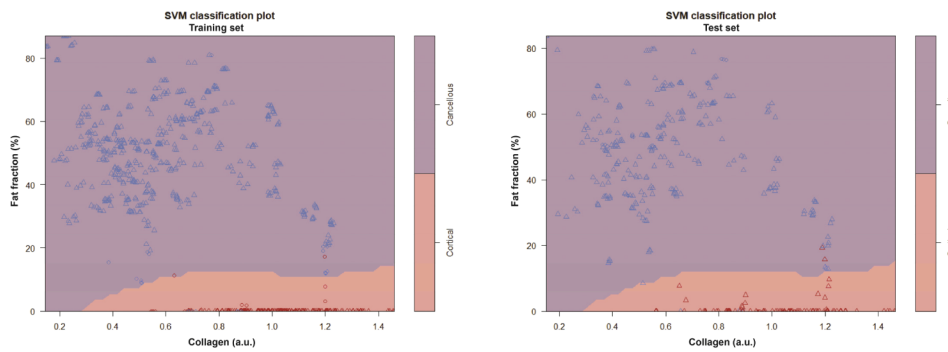 SVM classification plot
Training set
Fat fraction (%)
80
60
40
20
0
0.2 0.4 0.6 0.8 1.0 1.2 1.4
Collagen (a.u.)
Cancellous
Cortical
SVM classification plot
Test set
Fat fraction (%)
80
60
40
20
0
0.2 0.4 0.6 0.8 1.0 1.2 1.4
Collagen (a.u.)